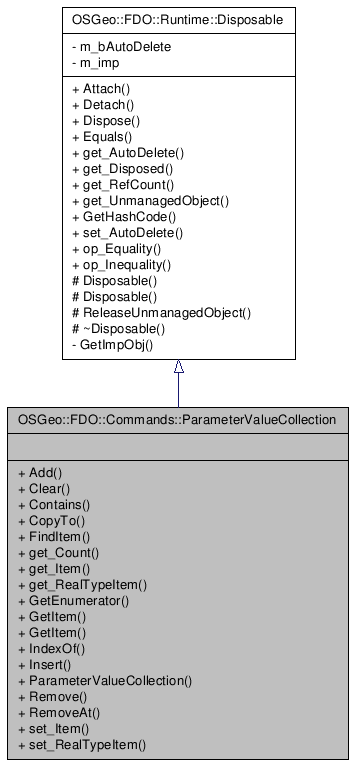 OSGeo::FDO::Runtime::Disposable
- m_bAutoDelete
- m_imp
+ Attach()
+ Detach()
+ Dispose()
+ Equals()
+ get_AutoDelete()
+ get_Disposed()
+ get_RefCount()
+ get_UnmanagedObject()
+ GetHashCode()
+ set_AutoDelete()
+ op_Equality()
+ op_Inequality()
# Disposable()
# Disposable()
# ReleaseUnmanagedObject()
# ~Disposable()
- GetImpObj()
OSGeo::FDO::Commands::ParameterValueCollection
+ Add()
+ Clear()
+ Contains()
+ CopyTo()
+ FindItem()
+ get_Count()
+ get_Item()
+ get_RealTypeItem()
+ GetEnumerator()
+ GetItem()
+ GetItem()
+ IndexOf()
+ Insert()
+ ParameterValueCollection()
+ Remove()
+ RemoveAt()
+ set_Item()
+ set_RealTypeItem()